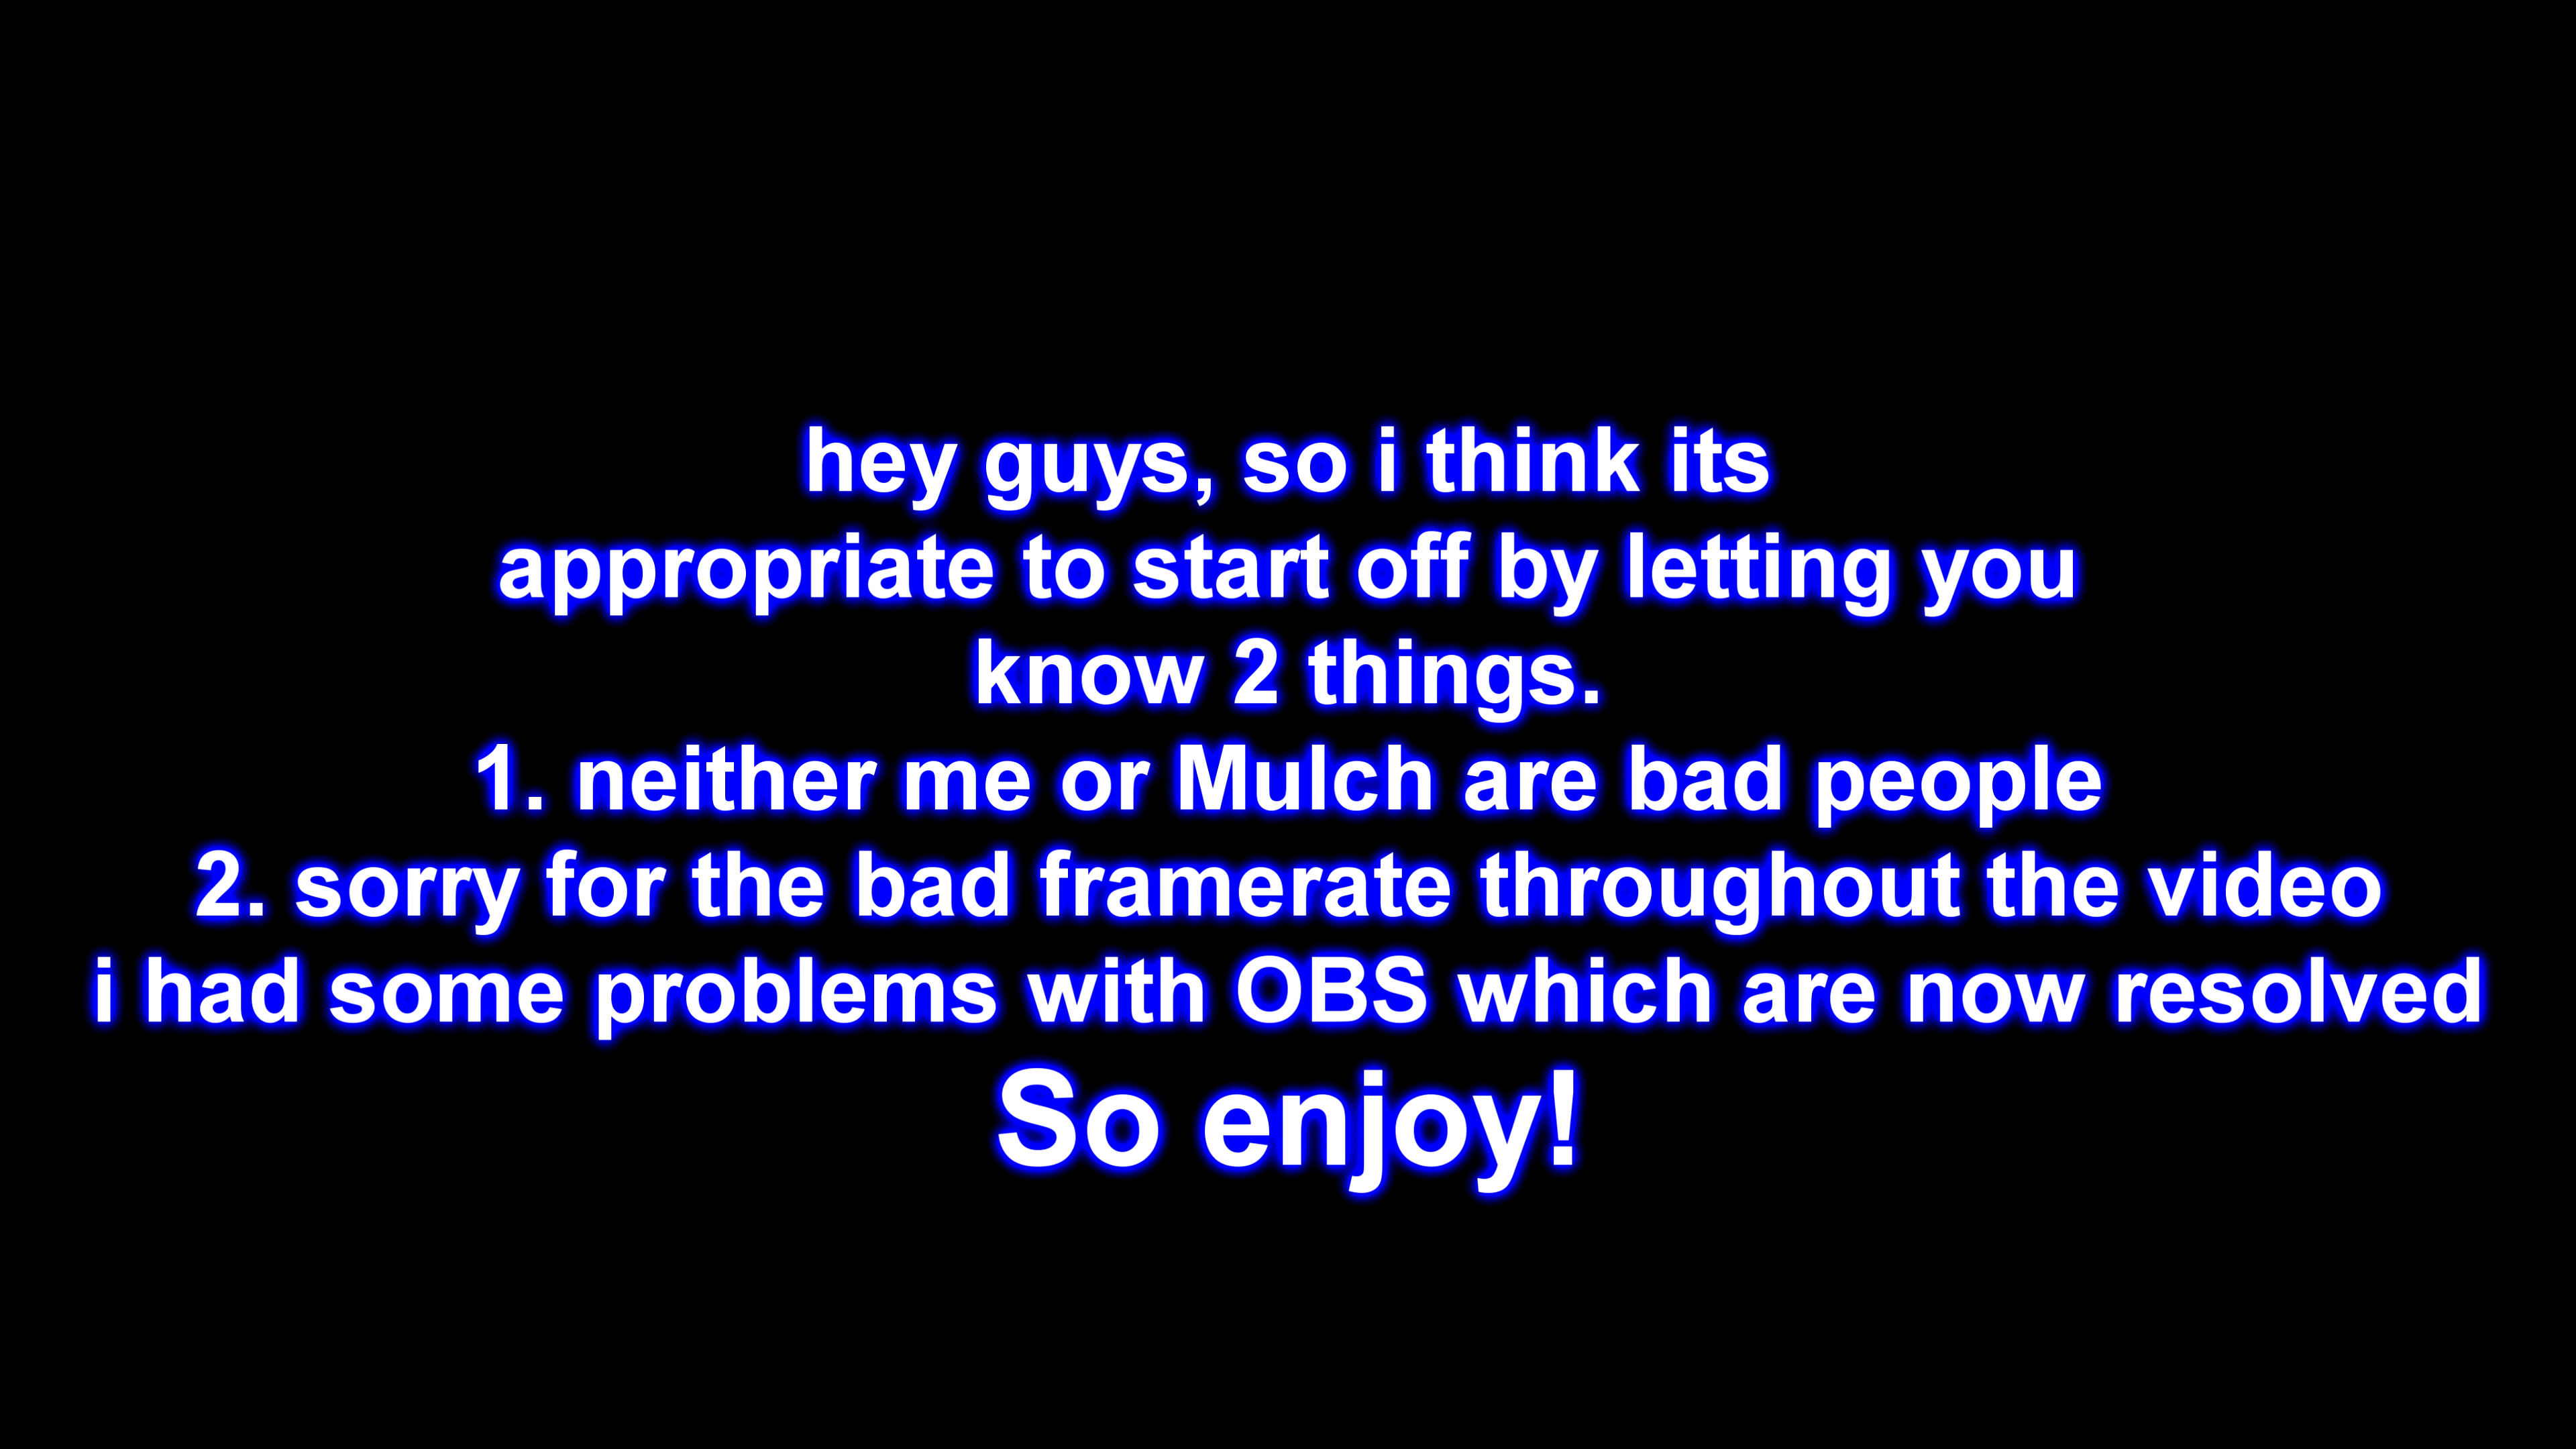 hey guys, so i think its
appropriate to start off by letting you
know 2 things.
1. neither me or Mulch are bad people
2. sorry for the bad framerate throughout the video
i had some problems with OBS which are now resolved
So enjoy!